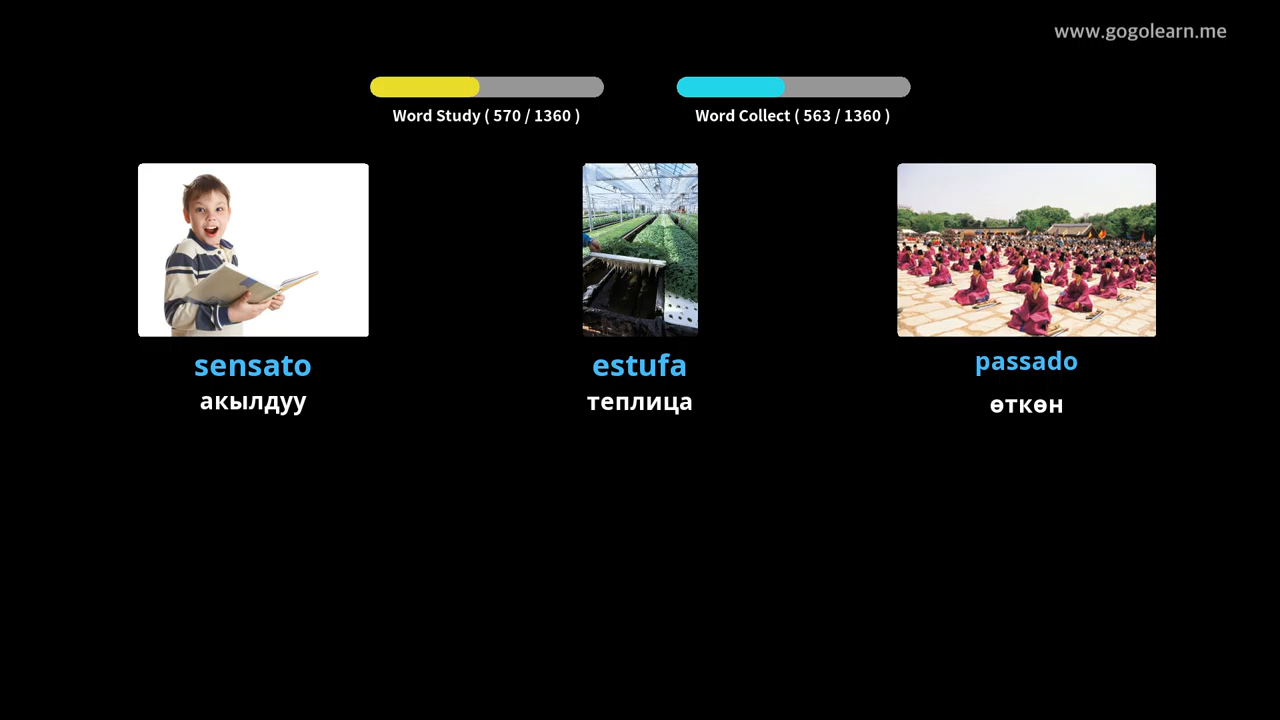 www.gogolearn.me
Word Study ( 570 / 1360 )
Word Collect ( 563 / 1360 )
sensato
акылдуу
estufa
теплица
passado
өткөн